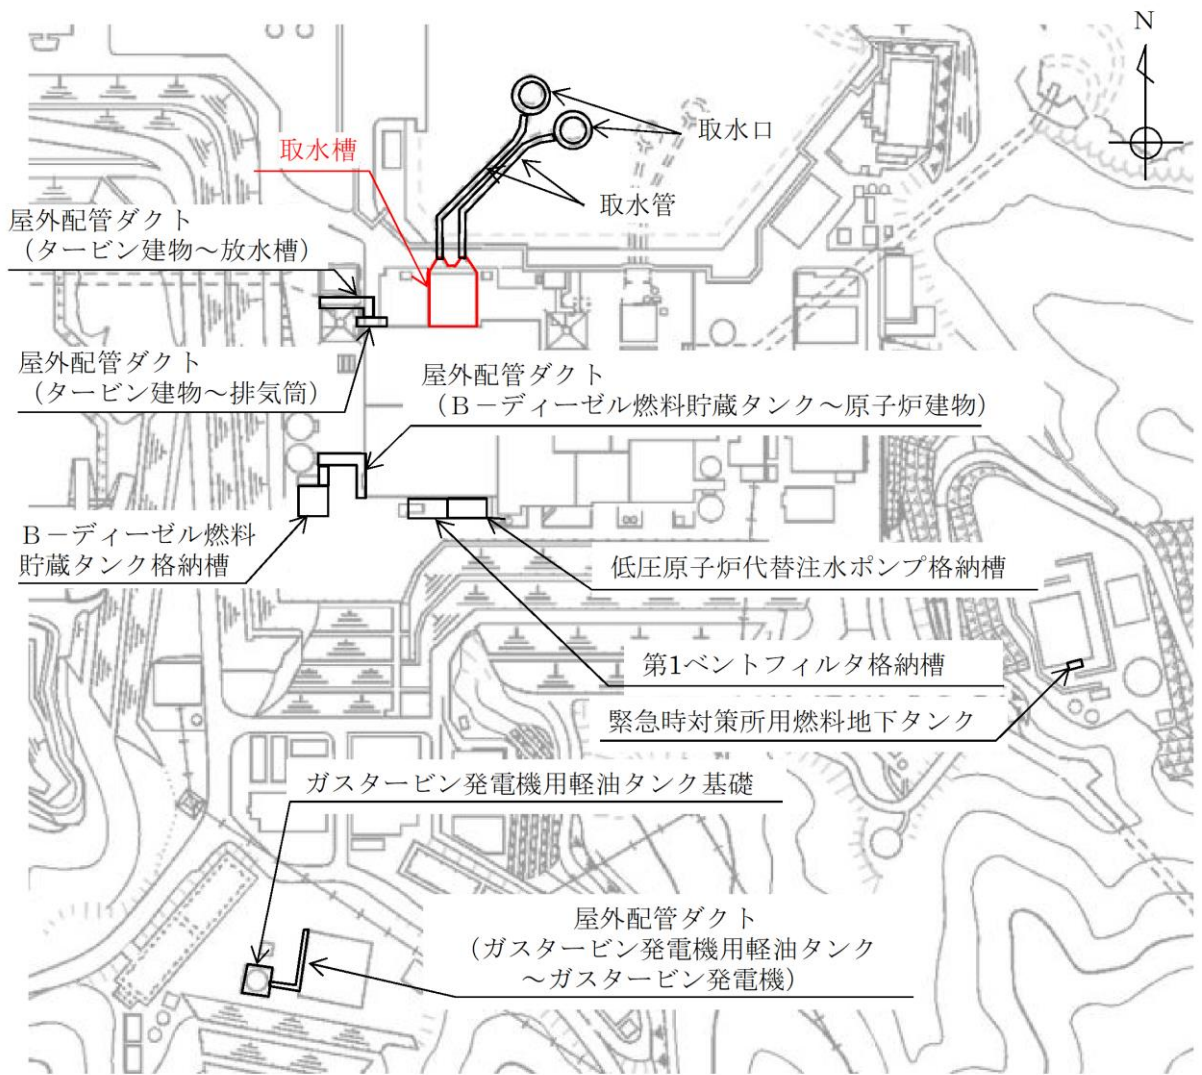 N
取水口
取水槽
取水管
屋外配管ダクト
（タービン建物～放水槽）
屋外配管ダクト
（タービン建物～排気筒）
屋外配管ダクト
（Ｂ－ディーゼル燃料貯蔵タンク～原子炉建物）
Ｂ－ディーゼル燃料
貯蔵タンク格納槽
低圧原子炉代替注水ポンプ格納槽
第1ベントフィルタ格納槽
緊急時対策所用燃料地下タンク
ガスタービン発電機用軽油タンク基礎
屋外配管ダクト
（ガスタービン発電機用軽油タンク
～ガスタービン発電機）